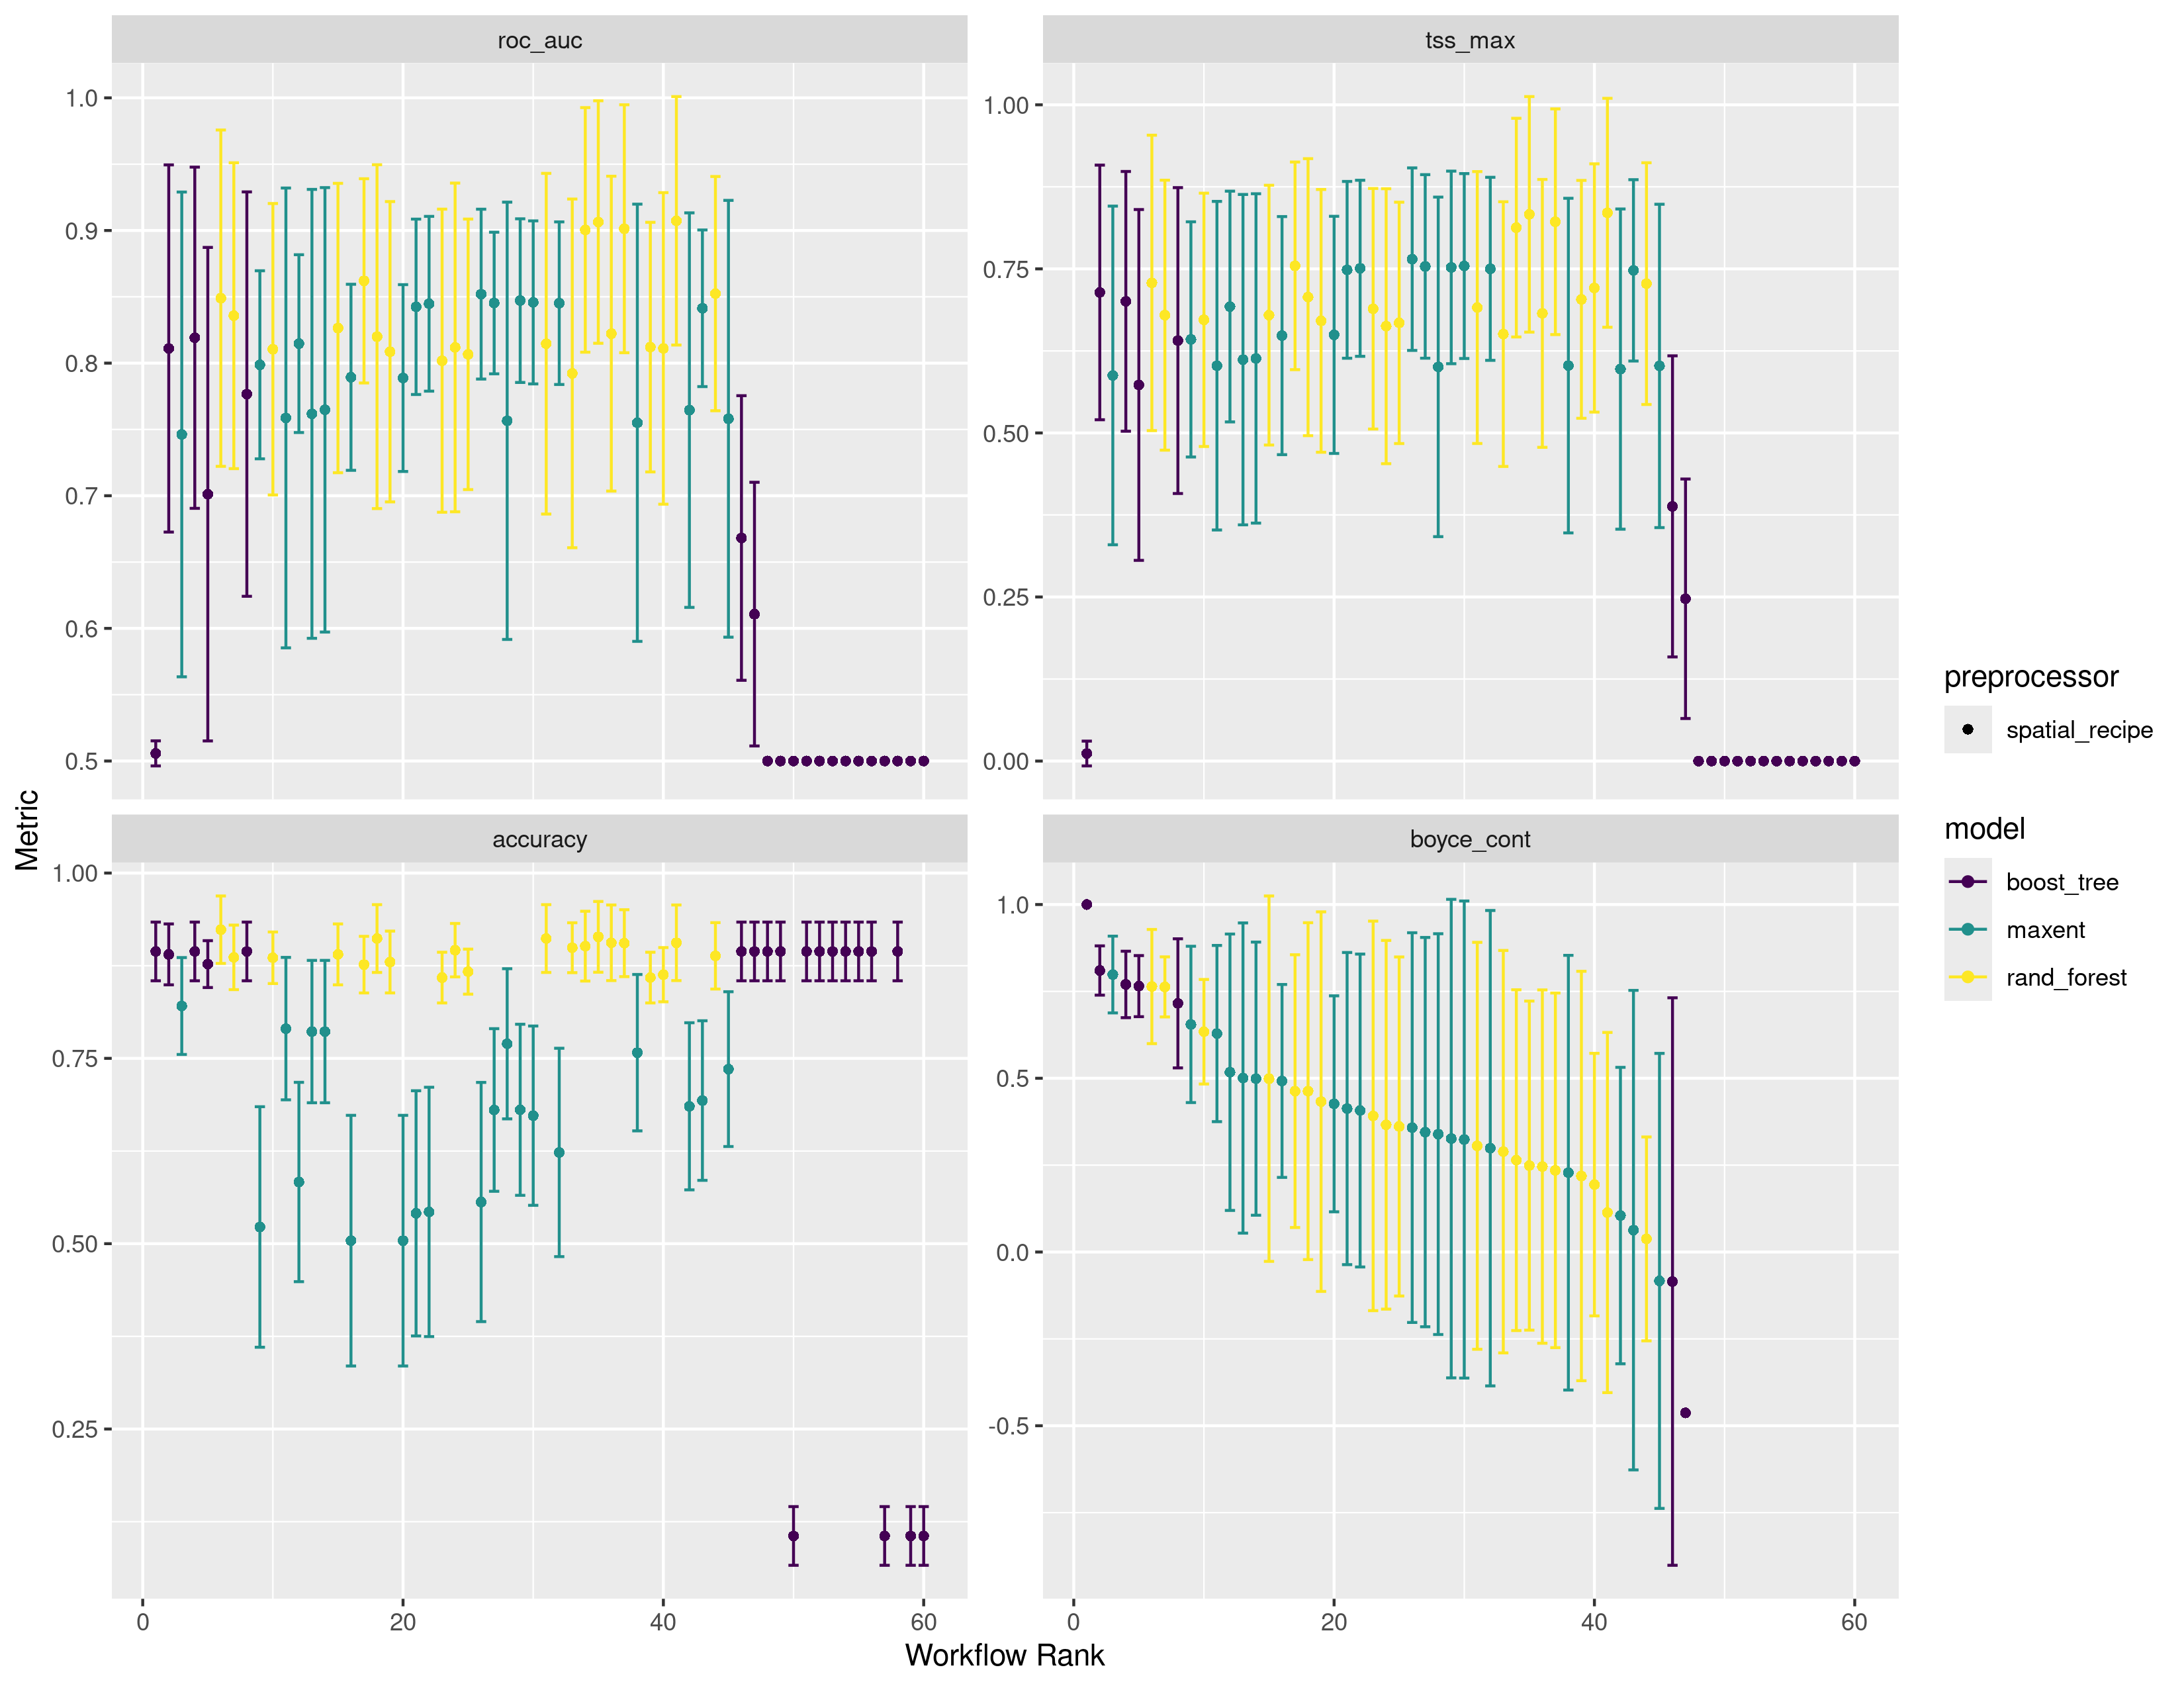 roc_auc
tss_max
1.0
0.9
0.8
0.7
0.6
0.5
1.00
0.75
0.50
0.25
0.00
accuracy
boyce_cont
1.00
0.75
0.50
0.25
1.0
0.5
0.0
-0.5
0 20 40 60
0 20 40 60
Metric
Workflow Rank
preprocessor
spatial_recipe
model
boost_tree
maxent
rand_forest